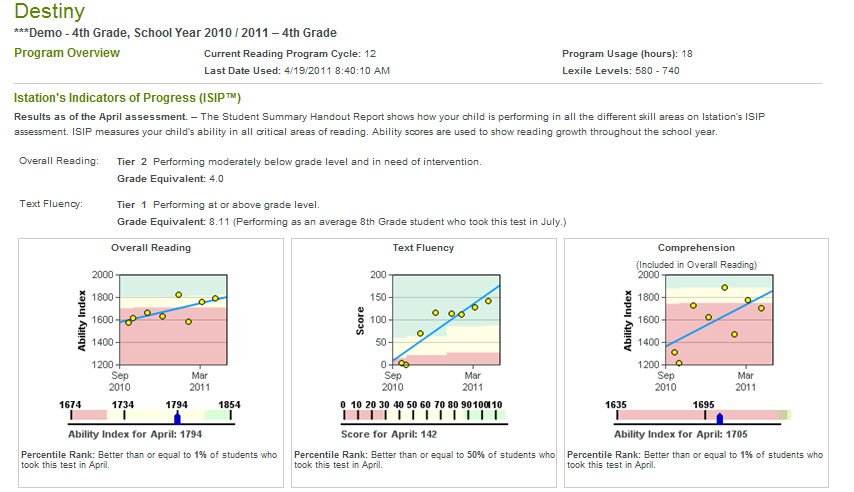 Destiny
***Demo - 4th Grade, School Year 2010 / 2011 – 4th Grade
Program Overview Current Reading Program Cycle: 12 Program Usage (hours): 18
Last Date Used: 4/19/2011 8:40:10 AM Lexile Levels: 580 - 740
Istation's Indicators of Progress (ISIP™)
Results as of the April assessment. – The Student Summary Handout Report shows how your child is performing in all the different skill areas on Istation's ISIP
assessment. ISIP measures your child's ability in all critical areas of reading. Ability scores are used to show reading growth throughout the school year.
Overall Reading: Tier 2 Performing moderately below grade level and in need of intervention.
Grade Equivalent: 4.0
Text Fluency: Tier 1 Performing at or above grade level.
Grade Equivalent: 8.11 (Performing as an average 8th Grade student who took this test in July.)
Overall Reading
2000
1800
1600
1400
1200
Ability Index
Sep Mar
2010 2011
1674 1734 1794 1854
Ability Index for April: 1794
Percentile Rank: Better than or equal to 1% of students who
took this test in April.
Text Fluency
200
150
100
50
0
Score
Sep Mar
2010 2011
0 10 20 30 40 50 60 70 80 90 100 110
Score for April: 142
Percentile Rank: Better than or equal to 50% of students who
took this test in April.
Comprehension
(Included in Overall Reading)
2000
1800
1600
1400
1200
Ability Index
Sep Mar
2010 2011
1635 1695
Ability Index for April: 1705
Percentile Rank: Better than or equal to 1% of students who
took this test in April.